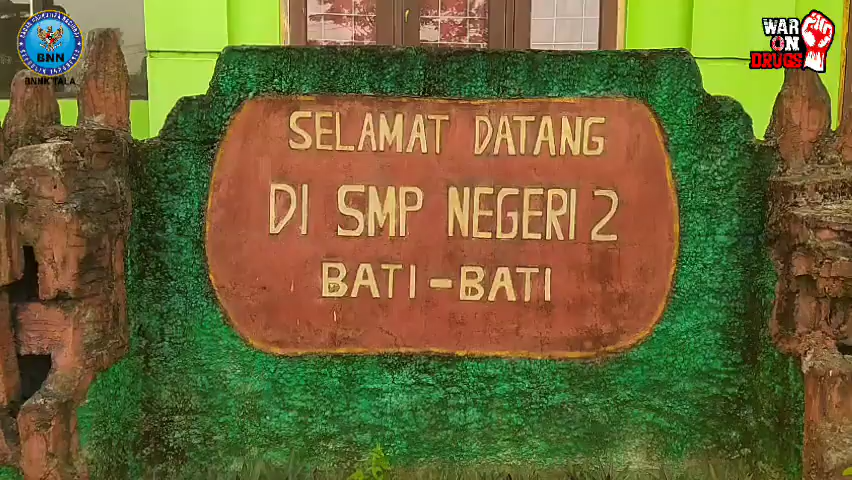 BNN
BNNK TALA
WAR
ON
DRUGS
SELAMAT DATANG
DI SMP NEGERI 2
BATI-BATI